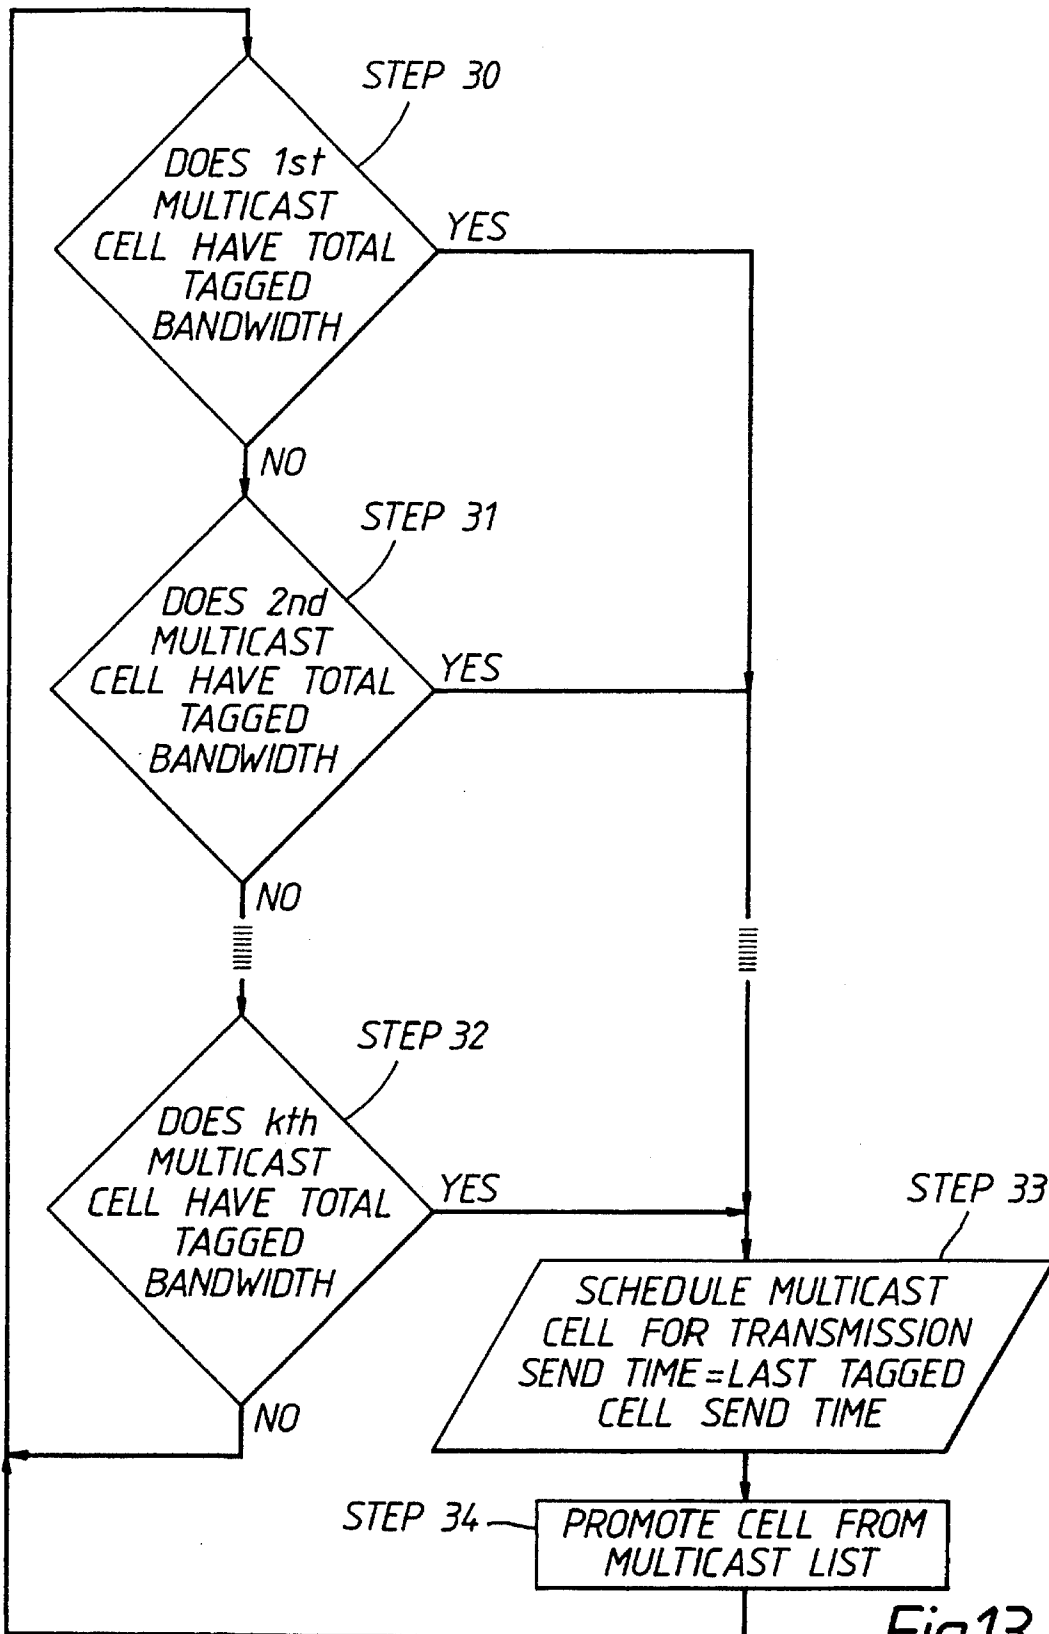 STEP 30
DOES 1st
MULTICAST
CELL HAVE TOTAL
TAGGED
BANDWIDTH
YES
NO
STEP 31
DOES 2nd
MULTICAST
CELL HAVE TOTAL
TAGGED
BANDWIDTH
YES
NO
STEP 32
DOES kth
MULTICAST
CELL HAVE TOTAL
TAGGED
BANDWIDTH
YES
NO
STEP 33
SCHEDULE MULTICAST
CELL FOR TRANSMISSION
SEND TIME=LAST TAGGED
CELL SEND TIME
STEP 34
PROMOTE CELL FROM
MULTICAST LIST
Fig.13